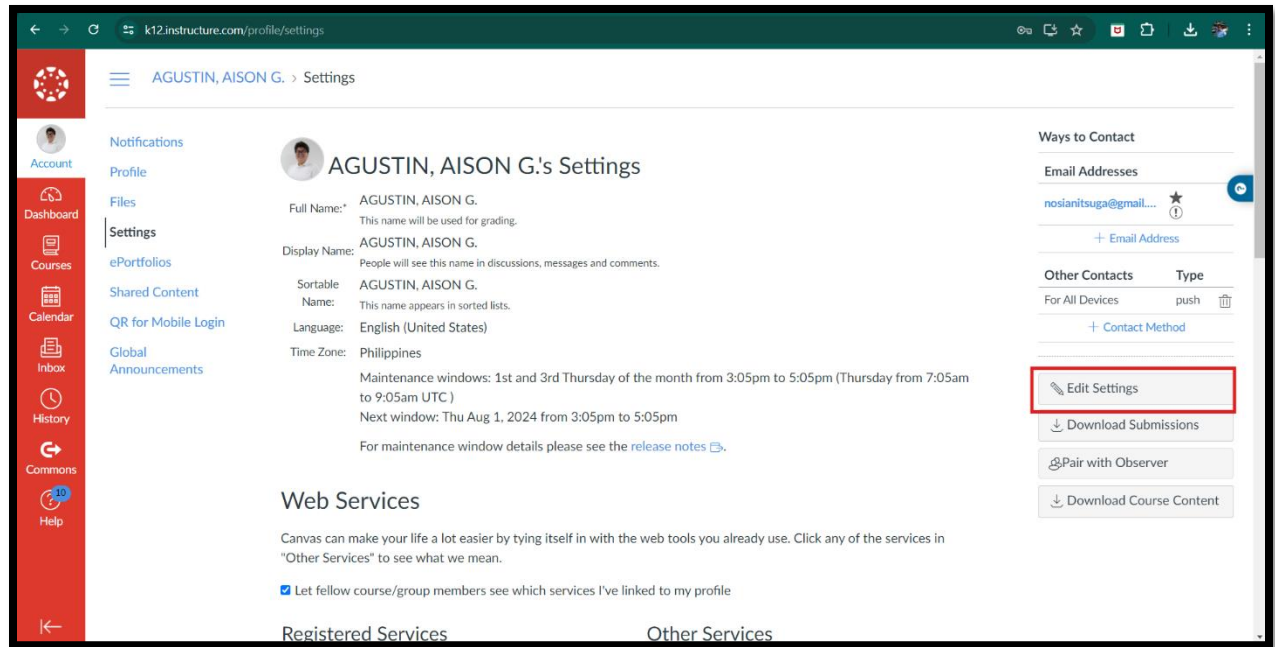 k12.instructure.com/profile/settings
AGUSTIN, AISON G. › Settings
Account
Dashboard
Courses
Calendar
Inbox
History
Commons
10
Help
Notifications
Profile
Files
Settings
ePortfolios
Shared Content
QR for Mobile Login
Global
Announcements
AGUSTIN, AISON G.'s Settings
Full Name:* AGUSTIN, AISON G.
This name will be used for grading.
Display Name: AGUSTIN, AISON G.
People will see this name in discussions, messages and comments.
Sortable Name: AGUSTIN, AISON G.
This name appears in sorted lists.
Language: English (United States)
Time Zone: Philippines
Maintenance windows: 1st and 3rd Thursday of the month from 3:05pm to 5:05pm (Thursday from 7:05am
to 9:05am UTC )
Next window: Thu Aug 1, 2024 from 3:05pm to 5:05pm
For maintenance window details please see the release notes.
Web Services
Canvas can make your life a lot easier by tying itself in with the web tools you already use. Click any of the services in
"Other Services" to see what we mean.
Let fellow course/group members see which services I've linked to my profile
Registered Services
Other Services
Ways to Contact
Email Addresses
nosianitsuga@gmail....
+ Email Address
Other Contacts Type
For All Devices push
+ Contact Method
Edit Settings
Download Submissions
Pair with Observer
Download Course Content